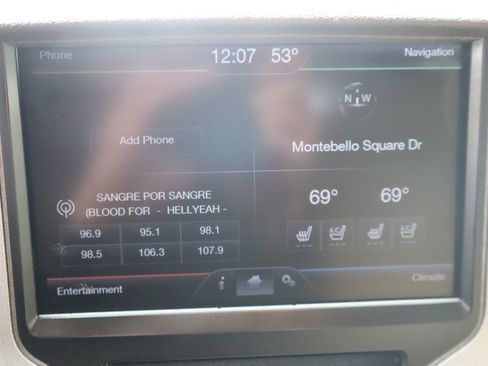 Phone
12:07 53°
Navigation
N W
Add Phone
Montebello Square Dr
SANGRE POR SANGRE
(BLOOD FOR - HELLYEAH -
69° 69°
96.9 95.1 98.1
98.5 106.3 107.9
A/C A/C
Entertainment
i
Climate